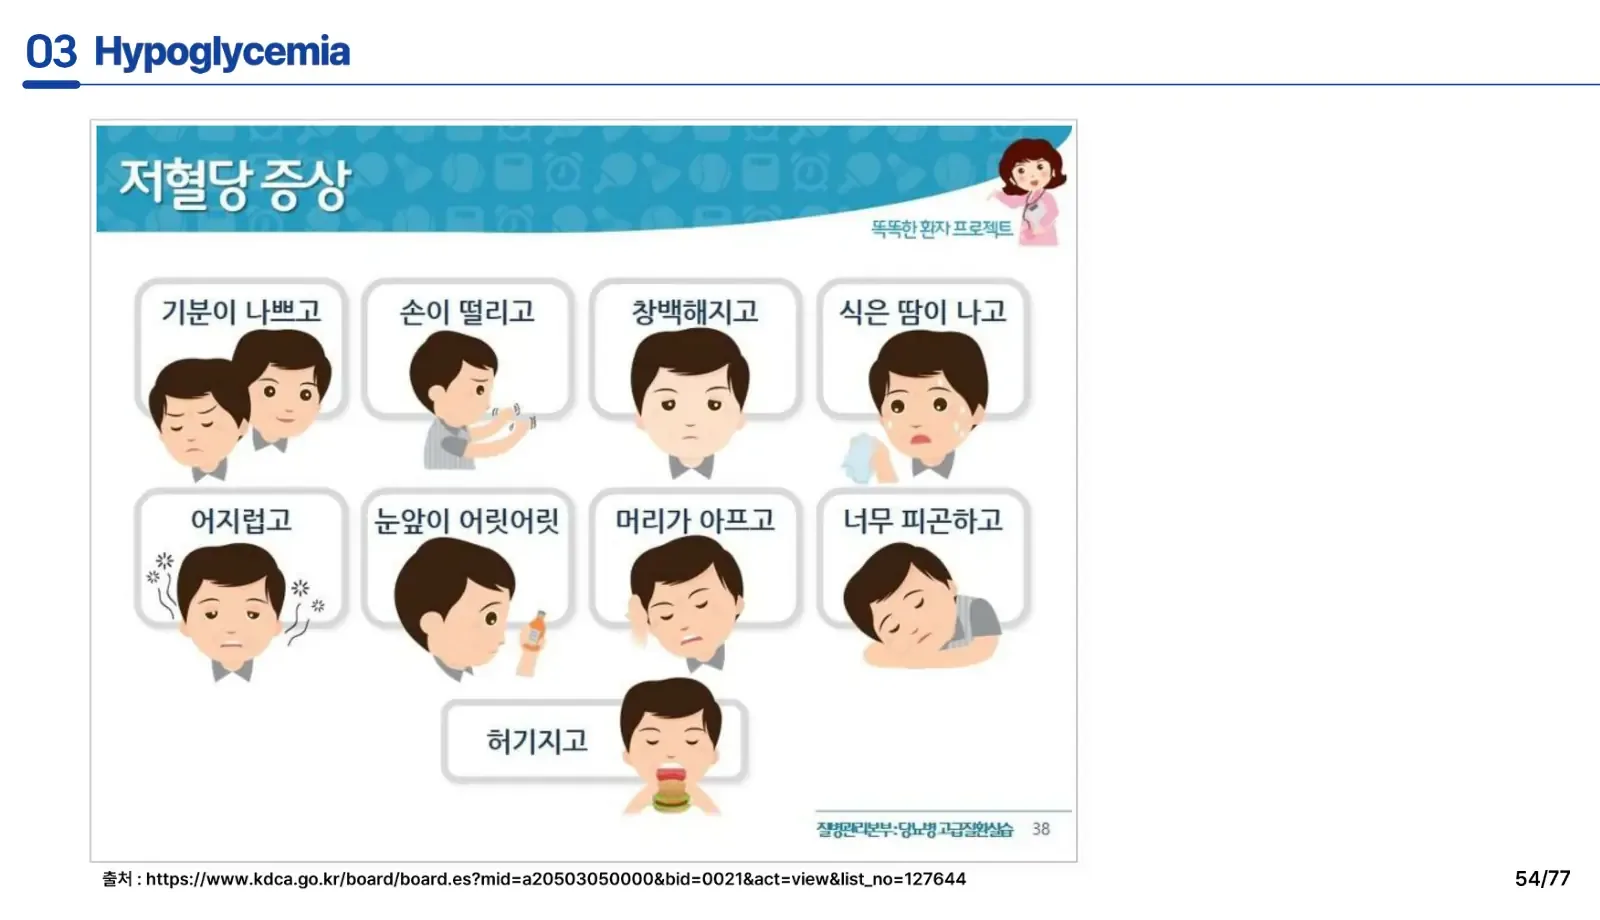 03 Hypoglycemia
저혈당 증상
똑똑한 환자 프로젝트
기분이 나쁘고
손이 떨리고
창백해지고
식은 땀이 나고
어지럽고
눈앞이 어릿어릿
머리가 아프고
너무 피곤하고
허기지고
질병관리본부 : 당뇨병 고급질환실습 38
출처 : https://www.kdca.go.kr/board/board.es?mid=a20503050000&bid=0021&act=view&list_no=127644
54/77